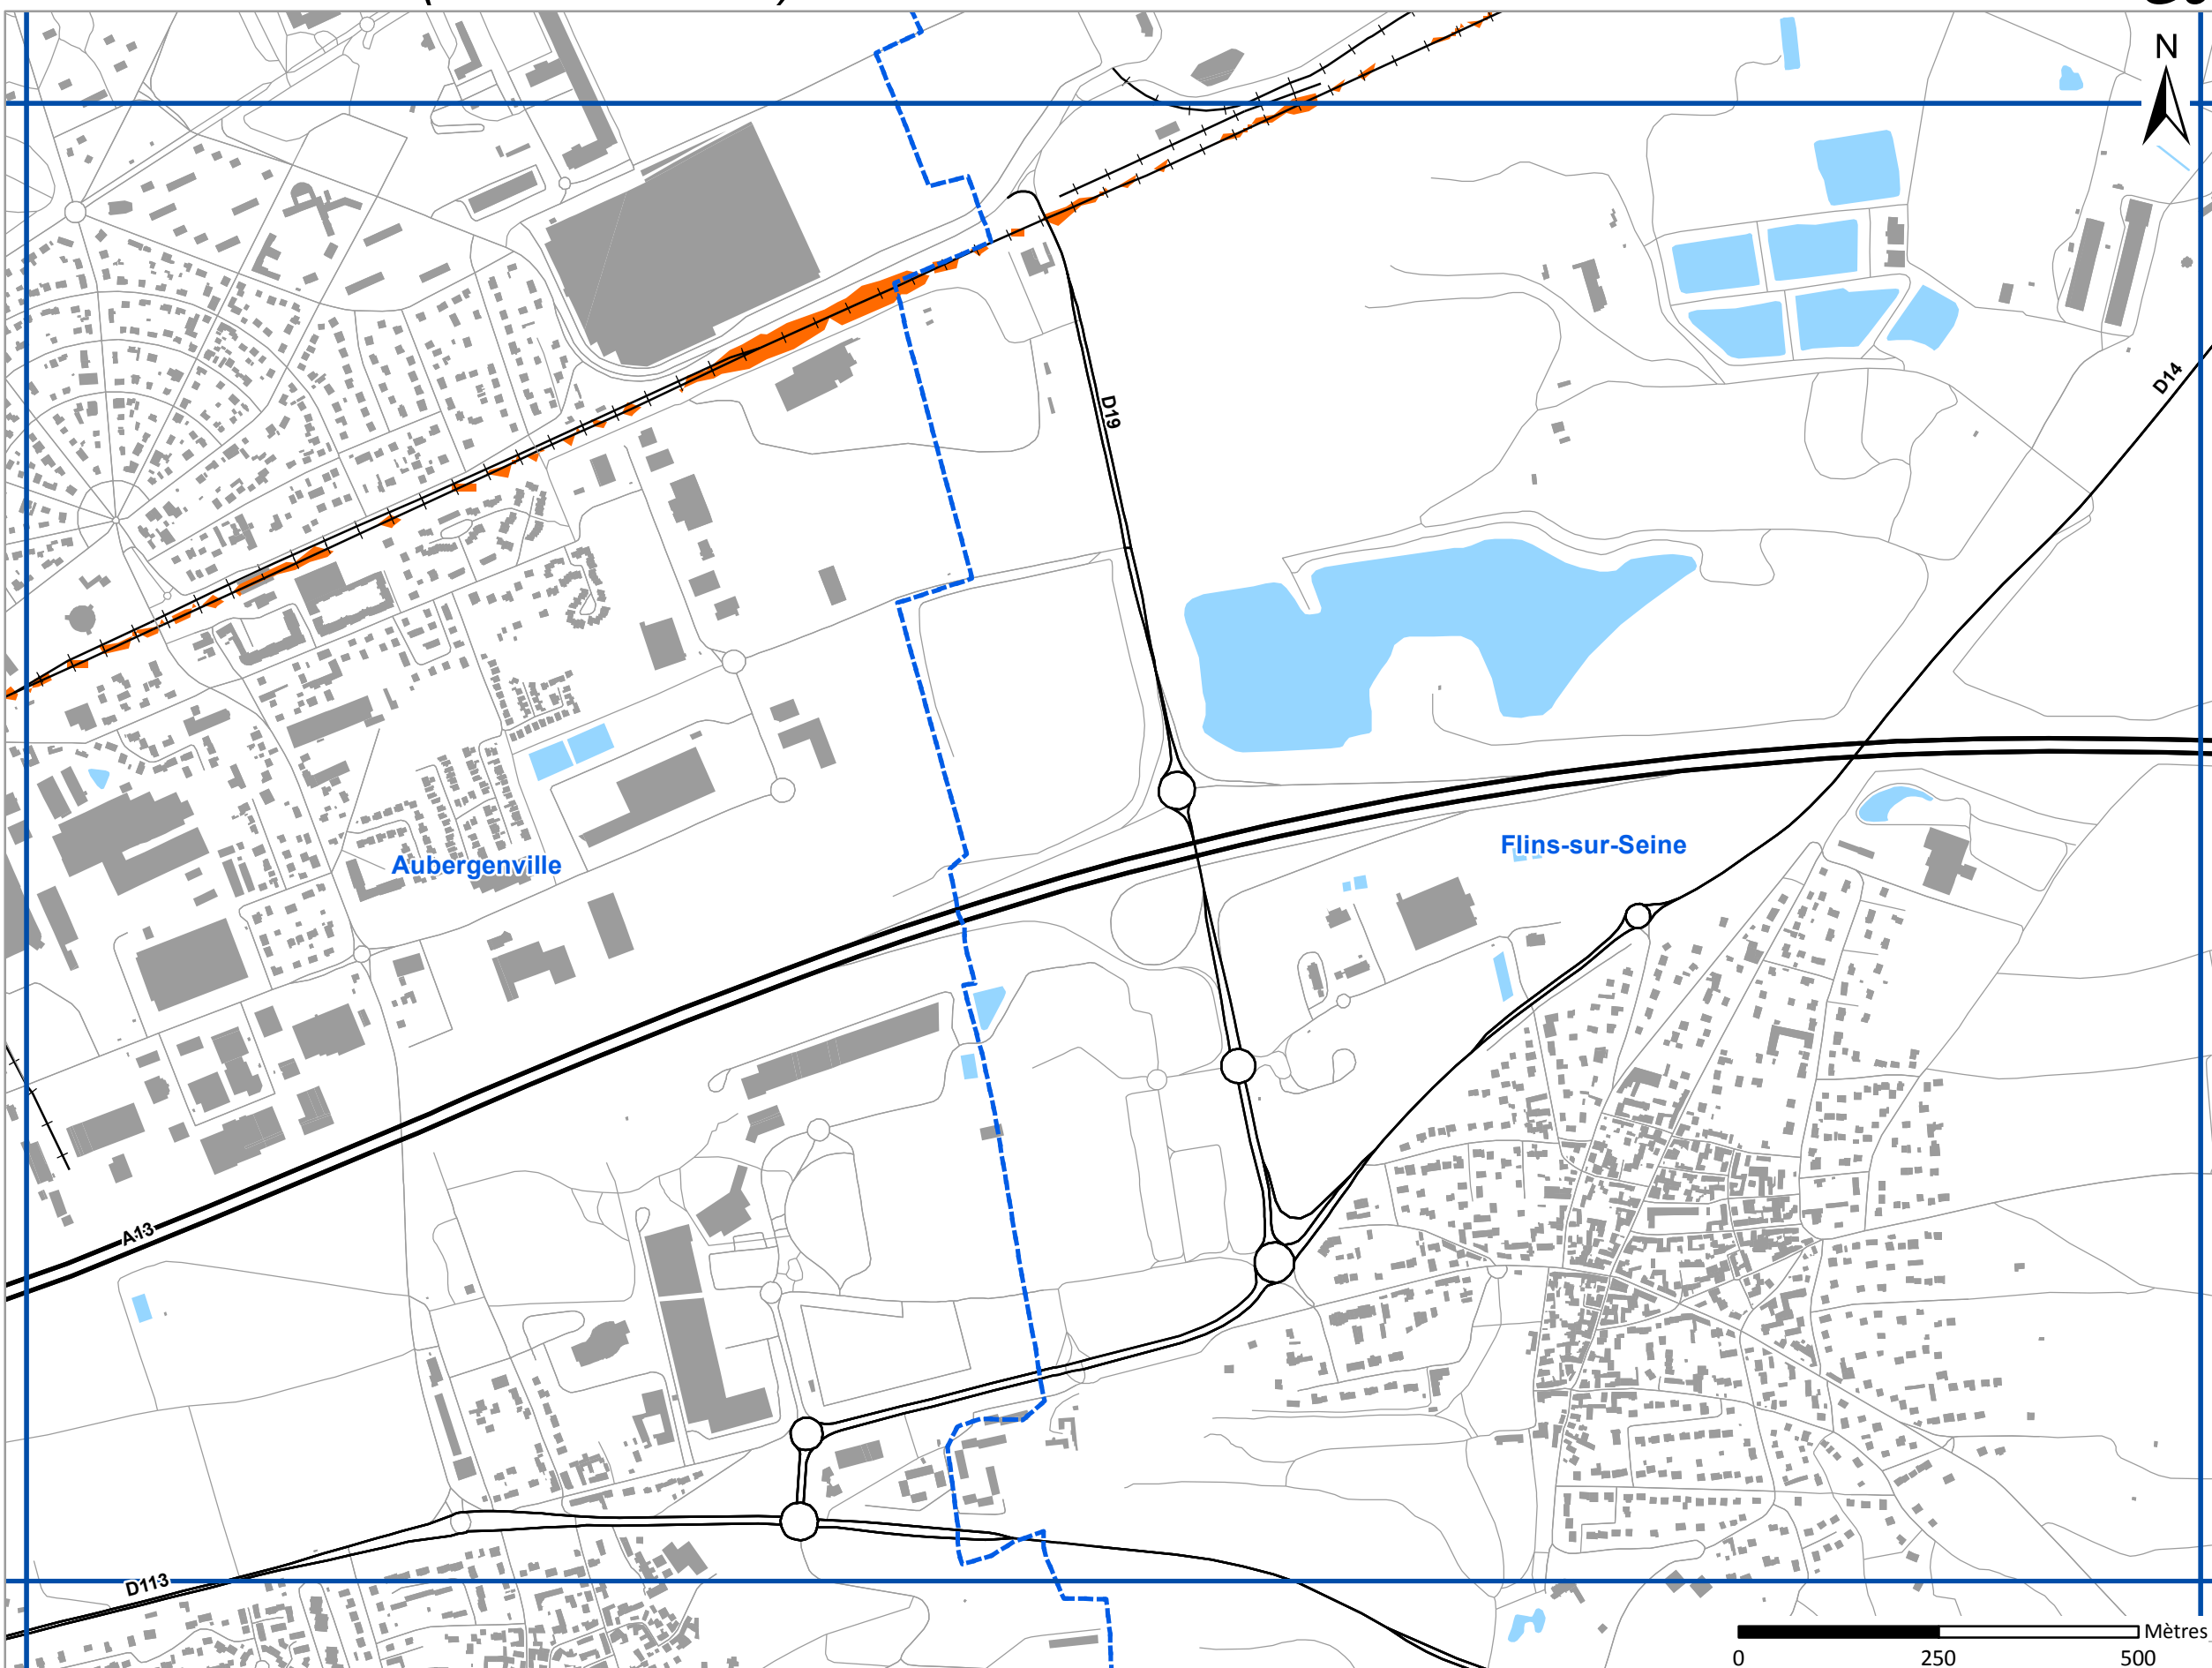 N
D14
D19
Flins-sur-Seine
Aubergenville
A13
D113
Mètres
0 250 500